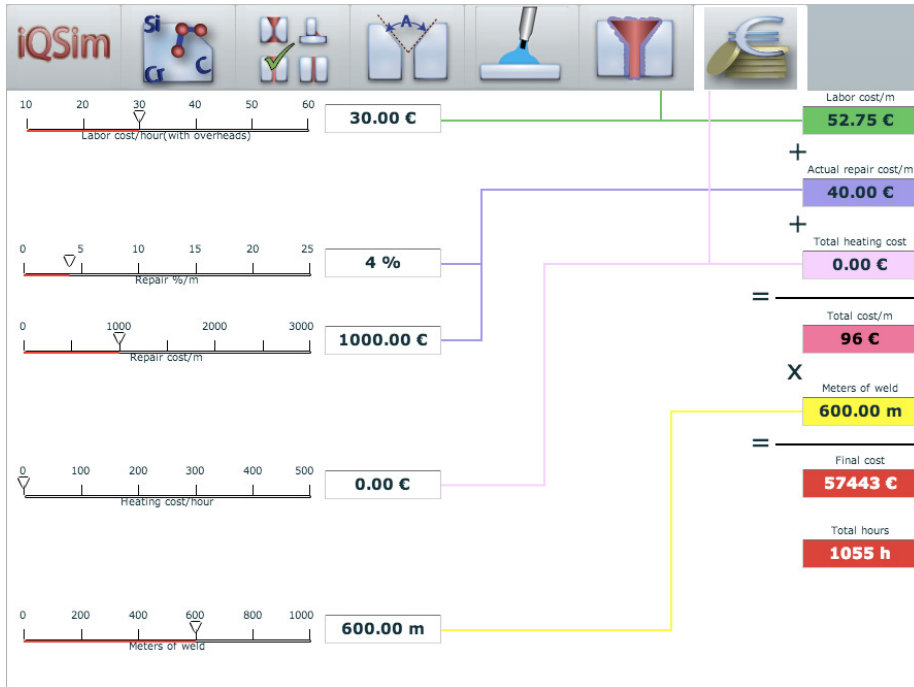 iQSim
Si
Cr
C
A
€
10 20 30 40 50 60
Labor cost/hour(with overheads)
30.00 €
Labor cost/m
52.75 €
+
Actual repair cost/m
40.00 €
+
0 5 10 15 20 25
Repair %/m
4 %
Total heating cost
0.00 €
=
0 1000 2000 3000
Repair cost/m
1000.00 €
Total cost/m
96 €
x
Meters of weld
600.00 m
=
0 100 200 300 400 500
Heating cost/hour
0.00 €
Final cost
57443 €
Total hours
1055 h
0 200 400 600 800 1000
Meters of weld
600.00 m